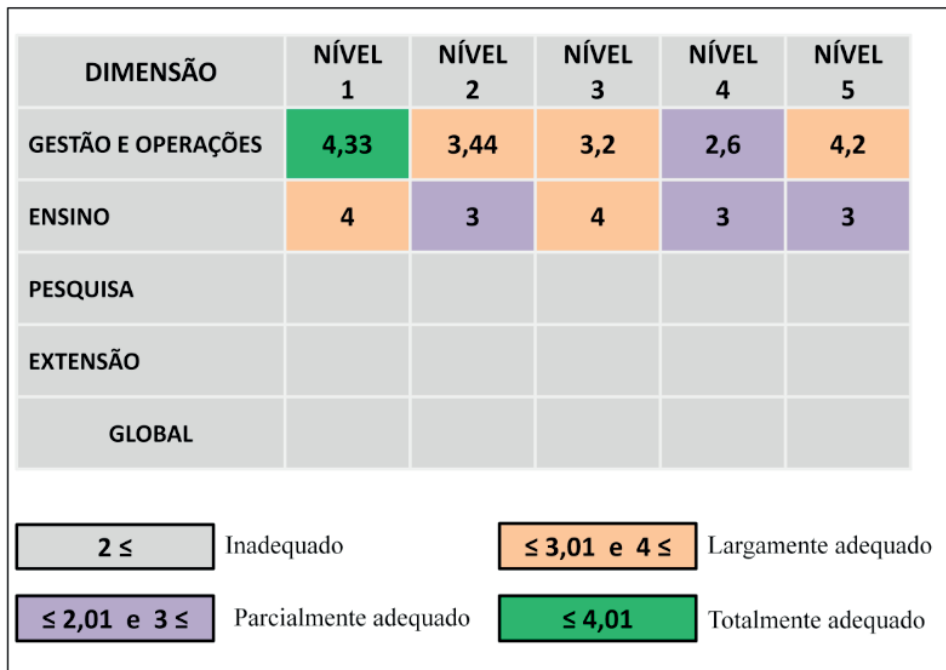 DIMENSÃO NÍVEL 1 NÍVEL 2 NÍVEL 3 NÍVEL 4 NÍVEL 5
GESTÃO E OPERAÇÕES 4,33 3,44 3,2 2,6 4,2
ENSINO 4 3 4 3 3
PESQUISA
EXTENSÃO
GLOBAL
2 ≤ Inadequado ≤ 3,01 e 4 ≤ Largamente adequado
≤ 2,01 e 3 ≤ Parcialmente adequado ≤ 4,01 Totalmente adequado